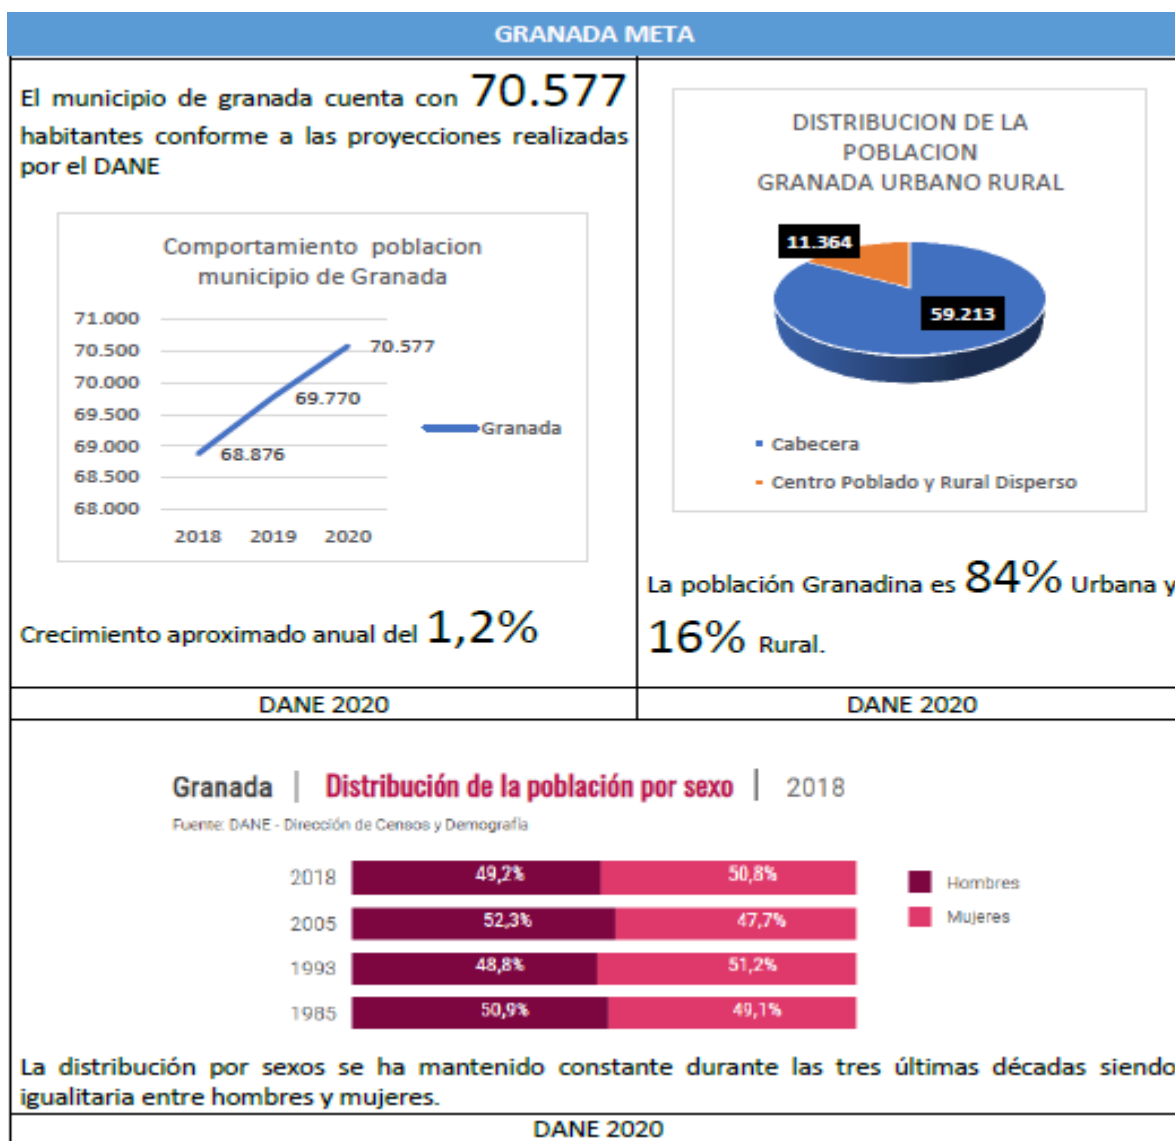 GRANADA META
El municipio de granada cuenta con 70.577
habitantes conforme a las proyecciones realizadas
por el DANE
Comportamiento poblacion
municipio de Granada
71.000
70.500
70.000
69.500
69.000
68.500
68.000
70.577
69.770
68.876
Granada
2018 2019 2020
Crecimiento aproximado anual del 1,2%
DISTRIBUCION DE LA
POBLACION
GRANADA URBANO RURAL
11.364
59.213
Cabecera
Centro Poblado y Rural Disperso
La población Granadina es 84% Urbana y
16% Rural.
DANE 2020
DANE 2020
Granada | Distribución de la población por sexo | 2018
Fuente: DANE - Dirección de Censos y Demografía
2018 49,2% 50,8%
2005 52,3% 47,7%
1993 48,8% 51,2%
1985 50,9% 49,1%
Hombres
Mujeres
La distribución por sexos se ha mantenido constante durante las tres últimas décadas siendo
igualitaria entre hombres y mujeres.
DANE 2020